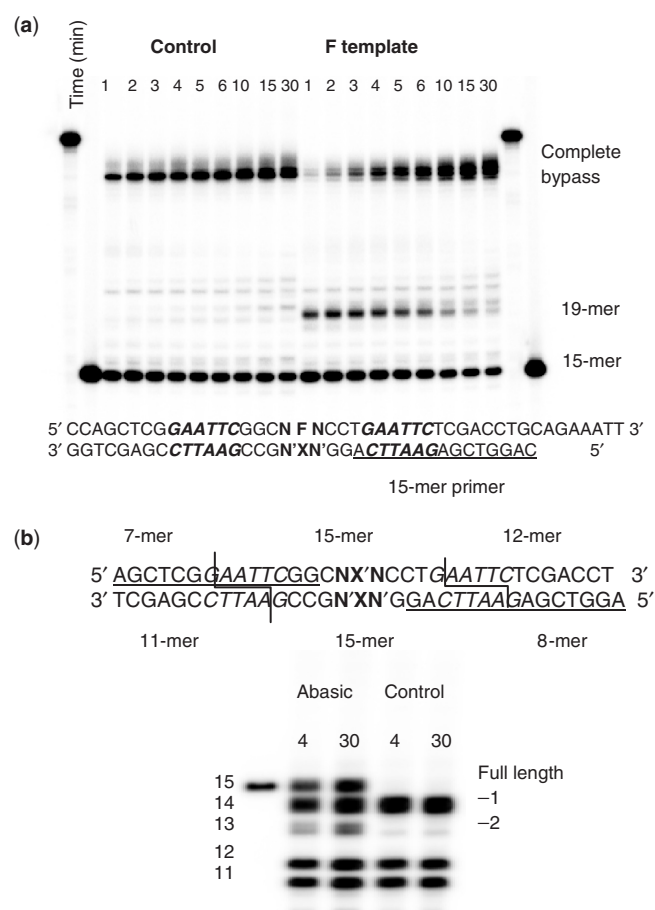 (a)
Control F template
Time (min)
1 2 3 4 5 6 10 15 30 1 2 3 4 5 6 10 15 30
Complete
bypass
19-mer
15-mer
5′ CCAGCTCGGAATTCGGCN F NCCTGAATTCTCGACCTGCAGAAATT 3′
3′ GGTCGAGCCTTAAGCCGN'XN'GGACTTAAGAGCTGGAC 5′
15-mer primer
(b)
7-mer 15-mer 12-mer
5′ AGCTCGGAATTCGGCNX′NCCTGAATTCTCGACCT 3′
3′ TCGAGCCTTAAGCCGN′XN′GGACTTAAGAGCTGGA 5′
11-mer 15-mer 8-mer
Abasic Control
4 30 4 30
15 Full length
14 –1
13 –2
12
11